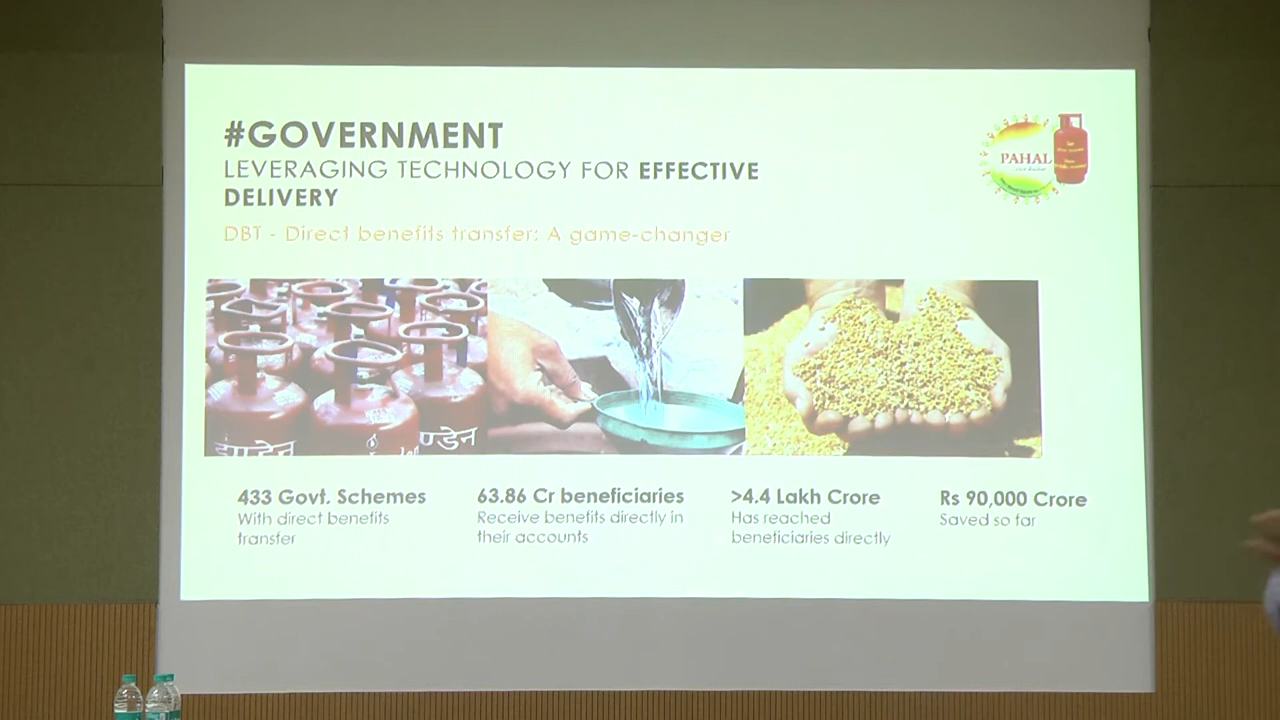 #GOVERNMENT
LEVERAGING TECHNOLOGY FOR EFFECTIVE
DELIVERY
DBT - Direct benefits transfer: A game-changer
PAHAL
433 Govt. Schemes
With direct benefits
transfer
63.86 Cr beneficiaries
Receive benefits directly in
their accounts
>4.4 Lakh Crore
Has reached
beneficiaries directly
Rs 90,000 Crore
Saved so far